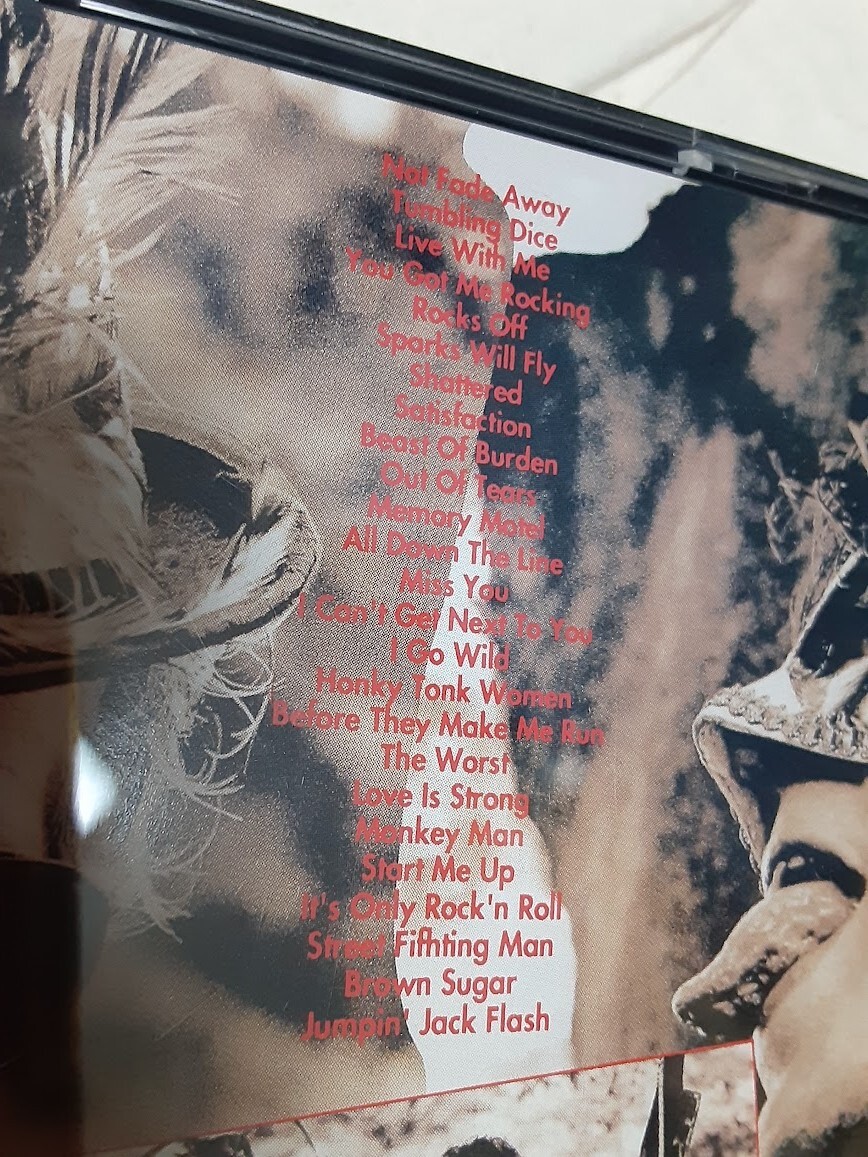 Not Fade Away
Tumbling Dice
Live With Me
You Got Me Rocking
Rocks Off
Sparks Will Fly
Shattered
Satisfaction
Beast Of Burden
Out Of Tears
Memory Motel
All Down The Line
Miss You
I Can't Get Next To You
I Go Wild
Honky Tonk Women
Before They Make Me Run
The Worst
Love Is Strong
Monkey Man
Start Me Up
It's Only Rock'n Roll
Street Fifhting Man
Brown Sugar
Jumpin' Jack Flash